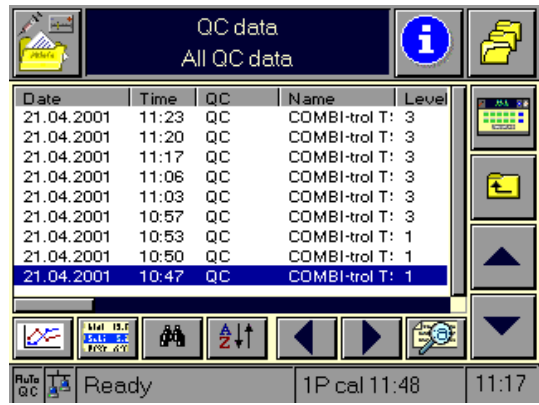 QC data
All QC data
Date Time QC Name Level
21.04.2001 11:23 QC COMBI-trol T 3
21.04.2001 11:20 QC COMBI-trol T 3
21.04.2001 11:17 QC COMBI-trol T 3
21.04.2001 11:06 QC COMBI-trol T 3
21.04.2001 11:03 QC COMBI-trol T 3
21.04.2001 10:57 QC COMBI-trol T 3
21.04.2001 10:53 QC COMBI-trol T 1
21.04.2001 10:50 QC COMBI-trol T 1
21.04.2001 10:47 QC COMBI-trol T 1
A
Z
AuTo
QC
Ready 1P cal 11:48 11:17